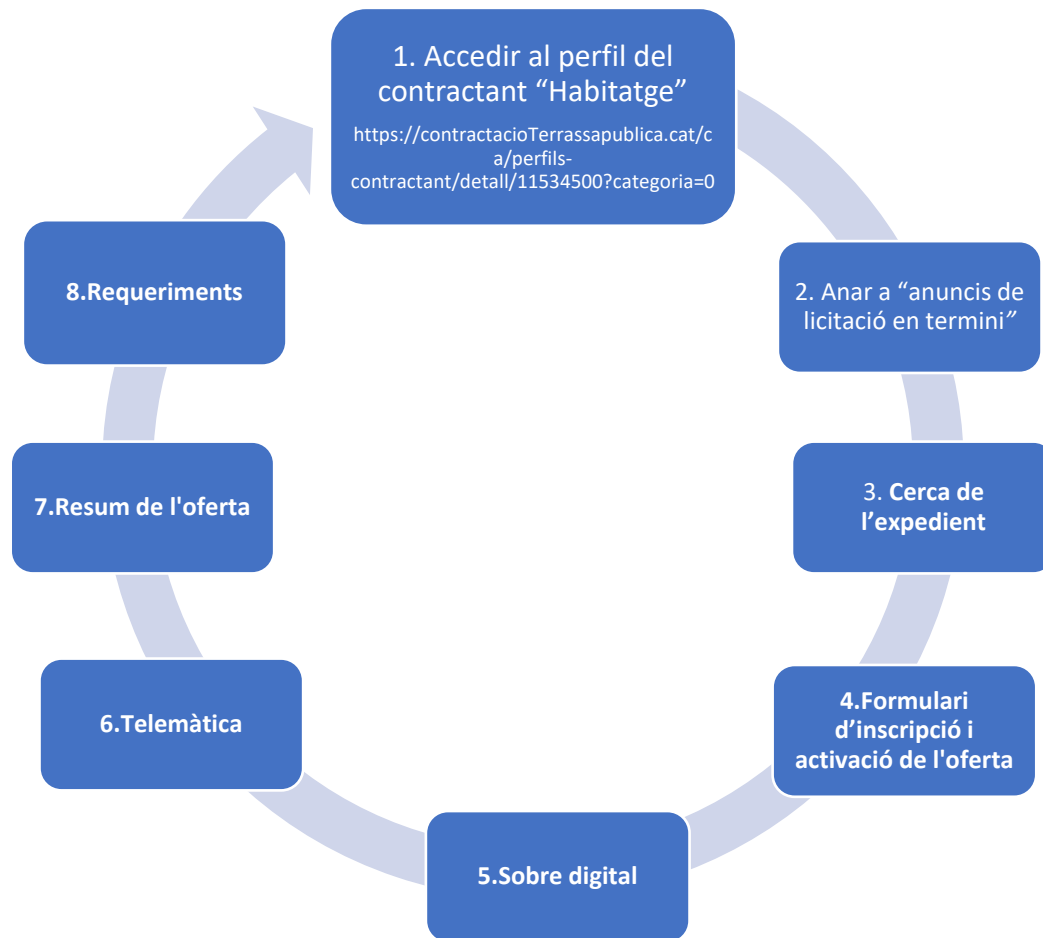 1. Accedir al perfil del
contractant “Habitatge”
https://contractacioTerrassapublica.cat/c
a/perfils-
contractant/detall/11534500?categoria=0
2. Anar a “anuncis de
licitació en termini”
3. Cerca de
l’expedient
4.Formulari
d’inscripció i
activació de l'oferta
5.Sobre digital
6.Telemàtica
7.Resum de l'oferta
8.Requeriments